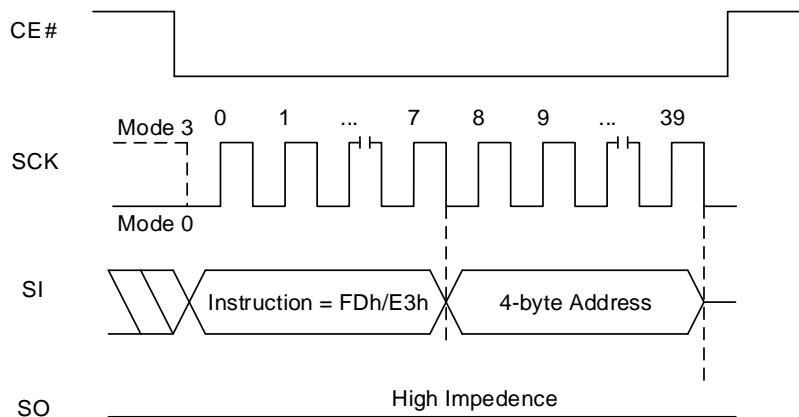 CE#
0 1 ... 7 8 9 ... 39
Mode 3
SCK
Mode 0
SI
Instruction = FDh/E3h
4-byte Address
High Impedence
SO